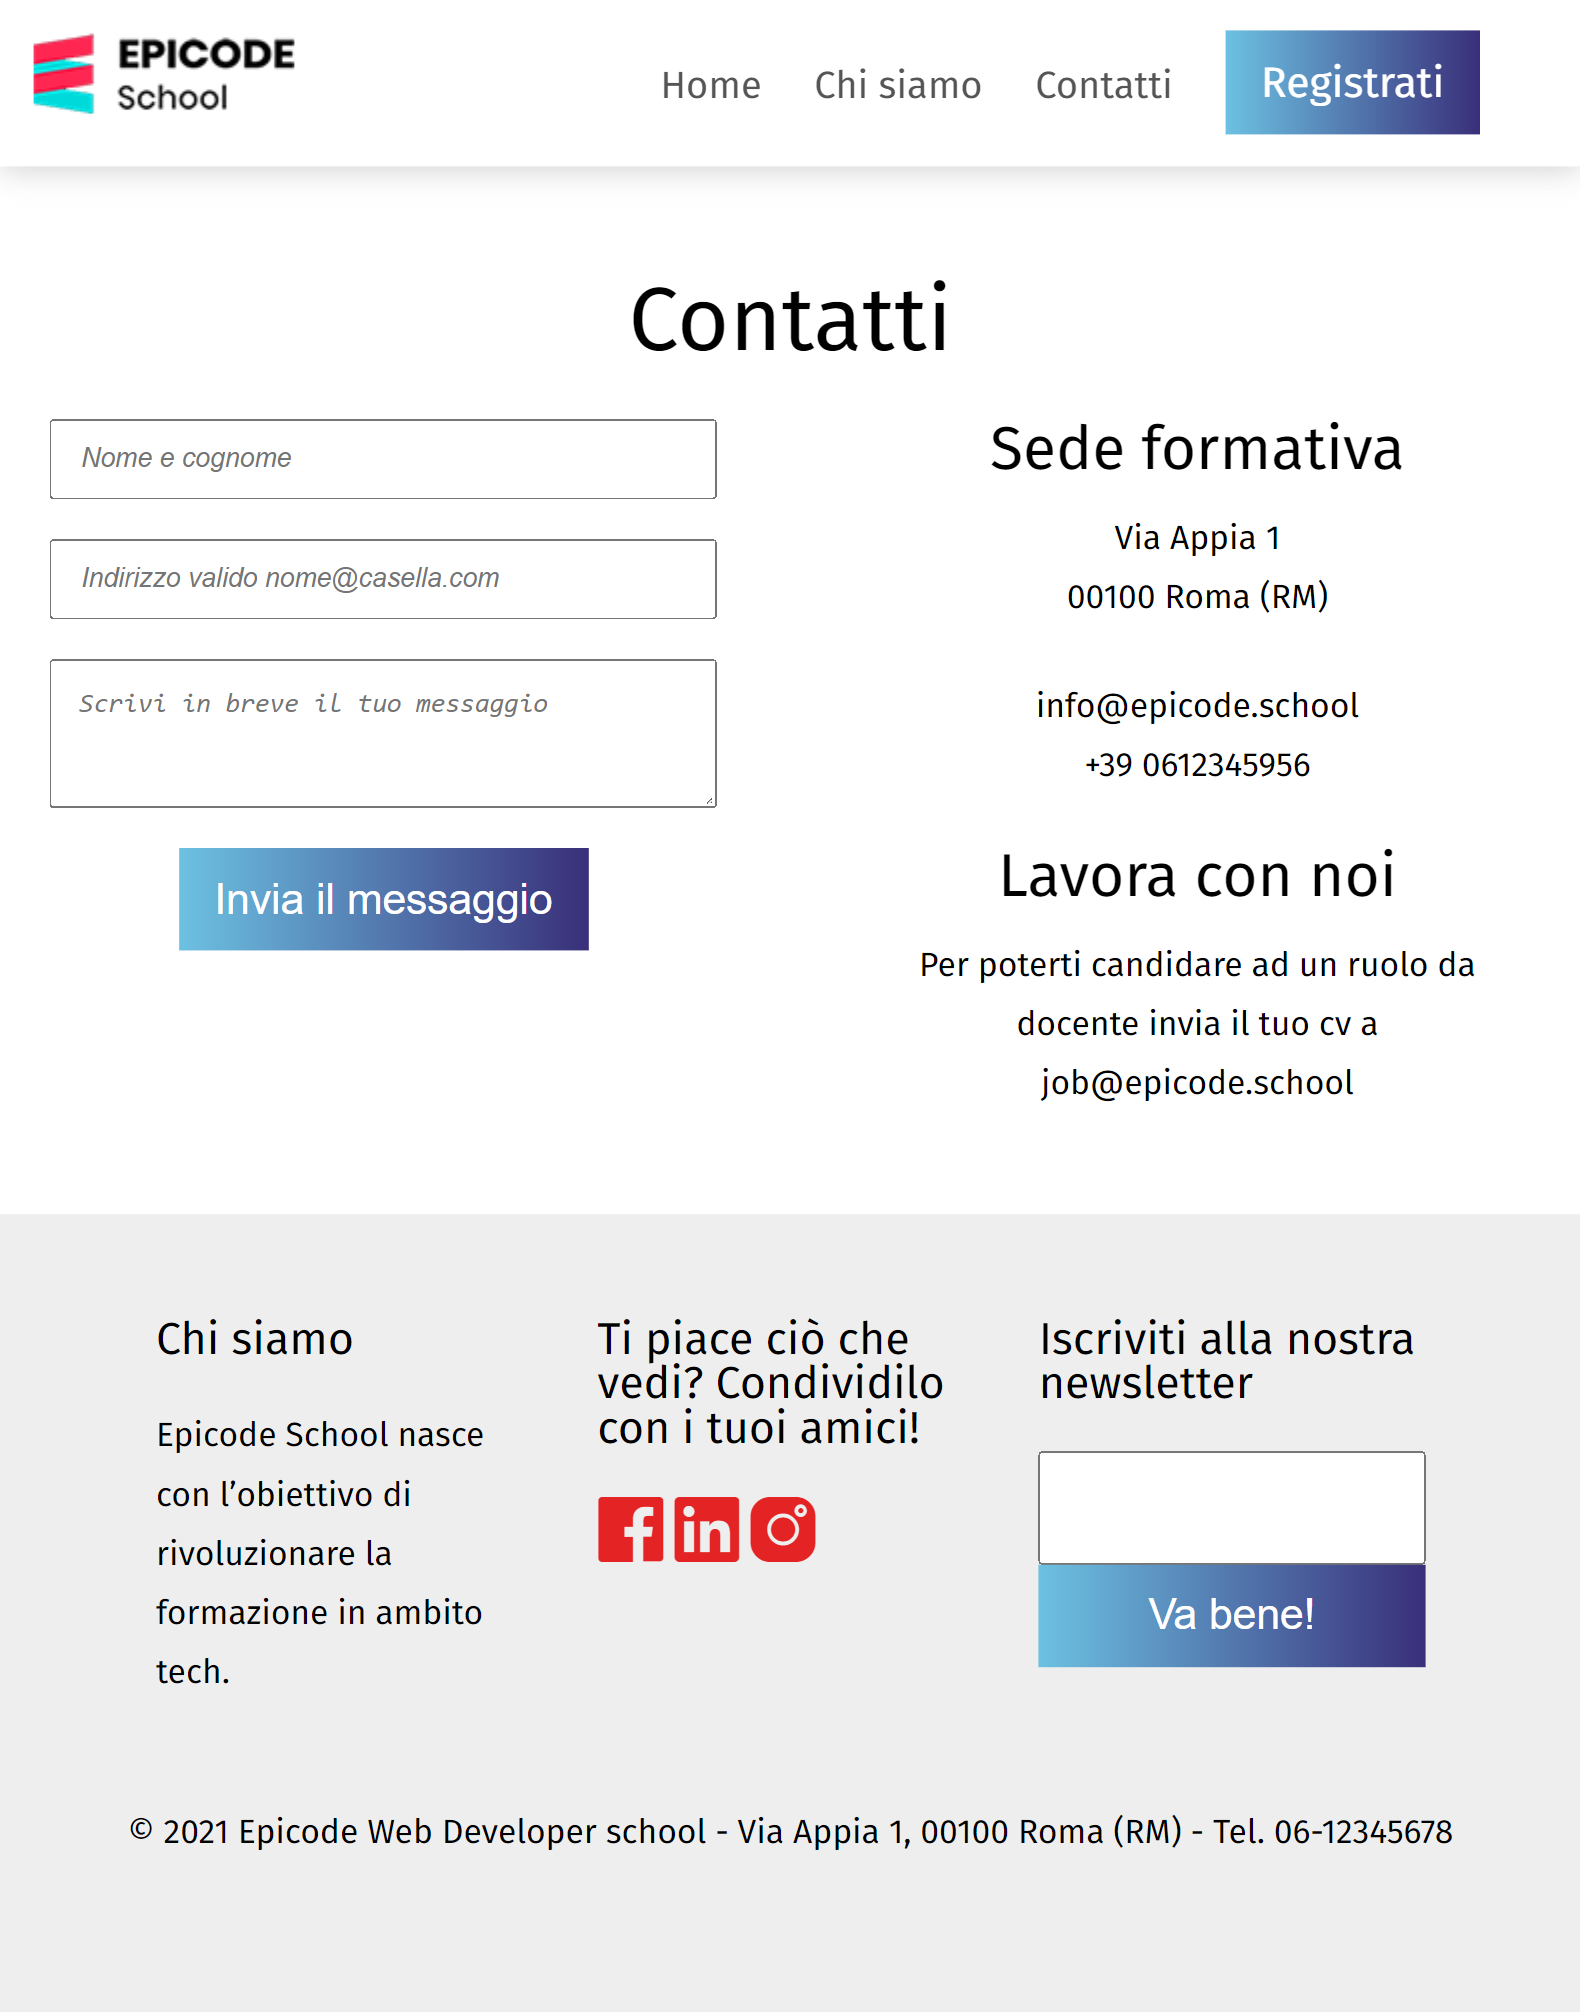 EPICODE
School
Home
Chi siamo
Contatti
Registrati
Contatti
Nome e cognome
Indirizzo valido nome@casella.com
Scrivi in breve il tuo messaggio
Invia il messaggio
Sede formativa
Via Appia 1
00100 Roma (RM)
info@epicode.school
+39 0612345956
Lavora con noi
Per poterti candidare ad un ruolo da
docente invia il tuo cv a
job@epicode.school
Chi siamo
Epicode School nasce
con l’obiettivo di
rivoluzionare la
formazione in ambito
tech.
Ti piace ciò che
vedi? Condividilo
con i tuoi amici!
f
in
Iscriviti alla nostra
newsletter
Va bene!
© 2021 Epicode Web Developer school - Via Appia 1, 00100 Roma (RM) - Tel. 06-12345678